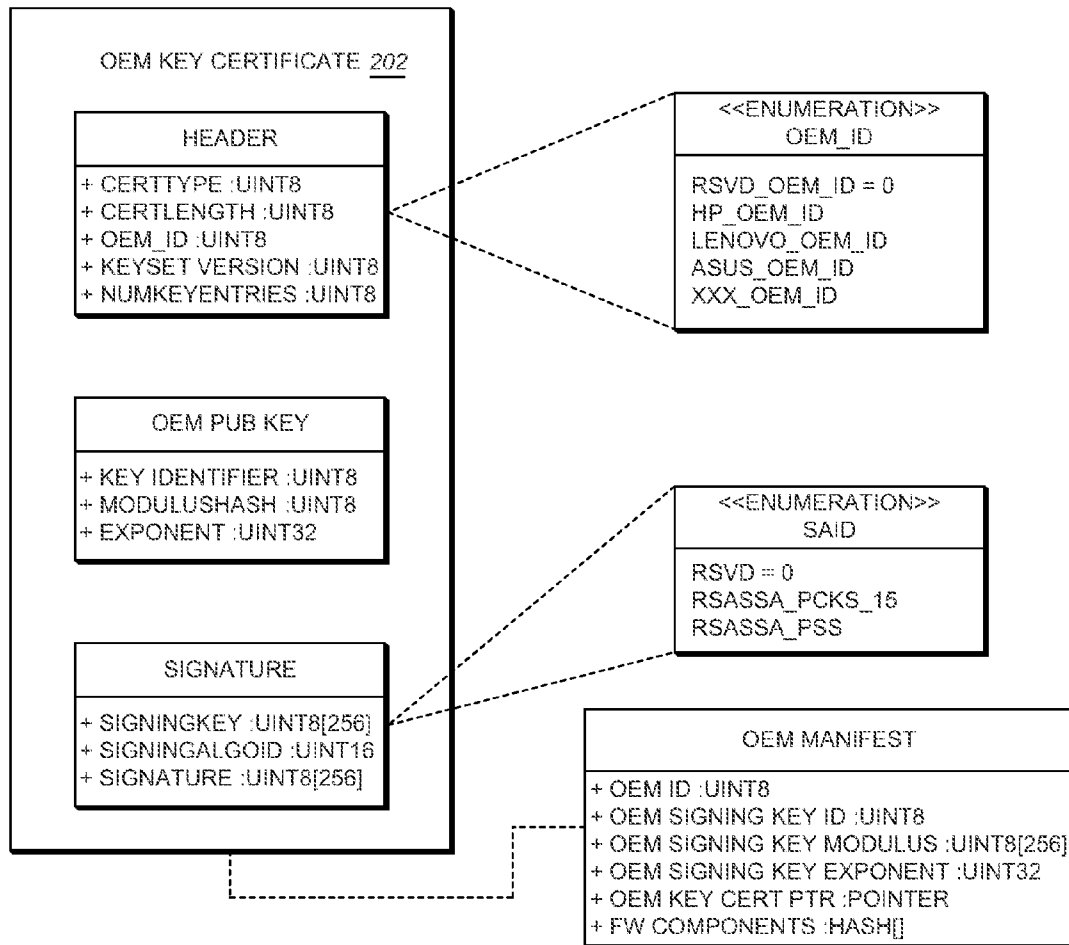 OEM KEY CERTIFICATE 202
HEADER
+ CERTTYPE :UINT8
+ CERTLENGTH :UINT8
+ OEM_ID :UINT8
+ KEYSET VERSION :UINT8
+ NUMKEYENTRIES :UINT8
<<ENUMERATION>>
OEM_ID
RSVD_OEM_ID = 0
HP_OEM_ID
LENOVO_OEM_ID
ASUS_OEM_ID
XXX_OEM_ID
OEM PUB KEY
+ KEY IDENTIFIER :UINT8
+ MODULUSHASH :UINT8
+ EXPONENT :UINT32
<<ENUMERATION>>
SAID
RSVD = 0
RSASSA_PCKS_15
RSASSA_PSS
SIGNATURE
+ SIGNINGKEY :UINT8[256]
+ SIGNINGALGOID :UINT16
+ SIGNATURE :UINT8[256]
OEM MANIFEST
+ OEM ID :UINT8
+ OEM SIGNING KEY ID :UINT8
+ OEM SIGNING KEY MODULUS :UINT8[256]
+ OEM SIGNING KEY EXPONENT :UINT32
+ OEM KEY CERT PTR :POINTER
+ FW COMPONENTS :HASH[]